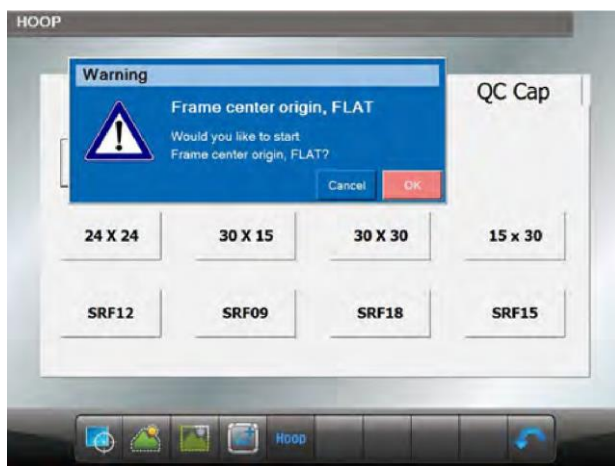 HOOP
Warning
QC Cap
Frame center origin, FLAT
Would you like to start
Frame center origin, FLAT?
Cancel
OK
24 X 24
30 X 15
30 X 30
15 x 30
SRF12
SRF09
SRF18
SRF15
Hoop